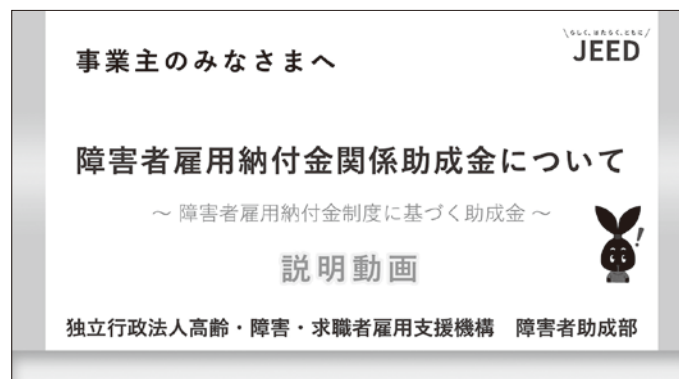 \らしく、はたらく、ともに/
JEED
事業主のみなさまへ
障害者雇用納付金関係助成金について
～ 障害者雇用納付金制度に基づく助成金 ～
説明動画
!
独立行政法人高齢・障害・求職者雇用支援機構　障害者助成部